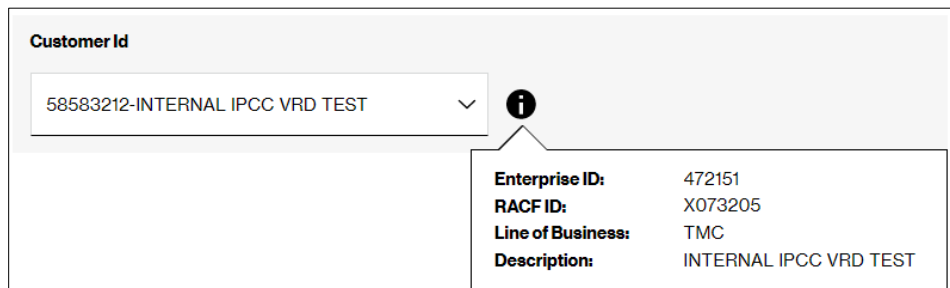 Customer Id
58583212-INTERNAL IPCC VRD TEST
Enterprise ID: 472151
RACF ID: X073205
Line of Business: TMC
Description: INTERNAL IPCC VRD TEST